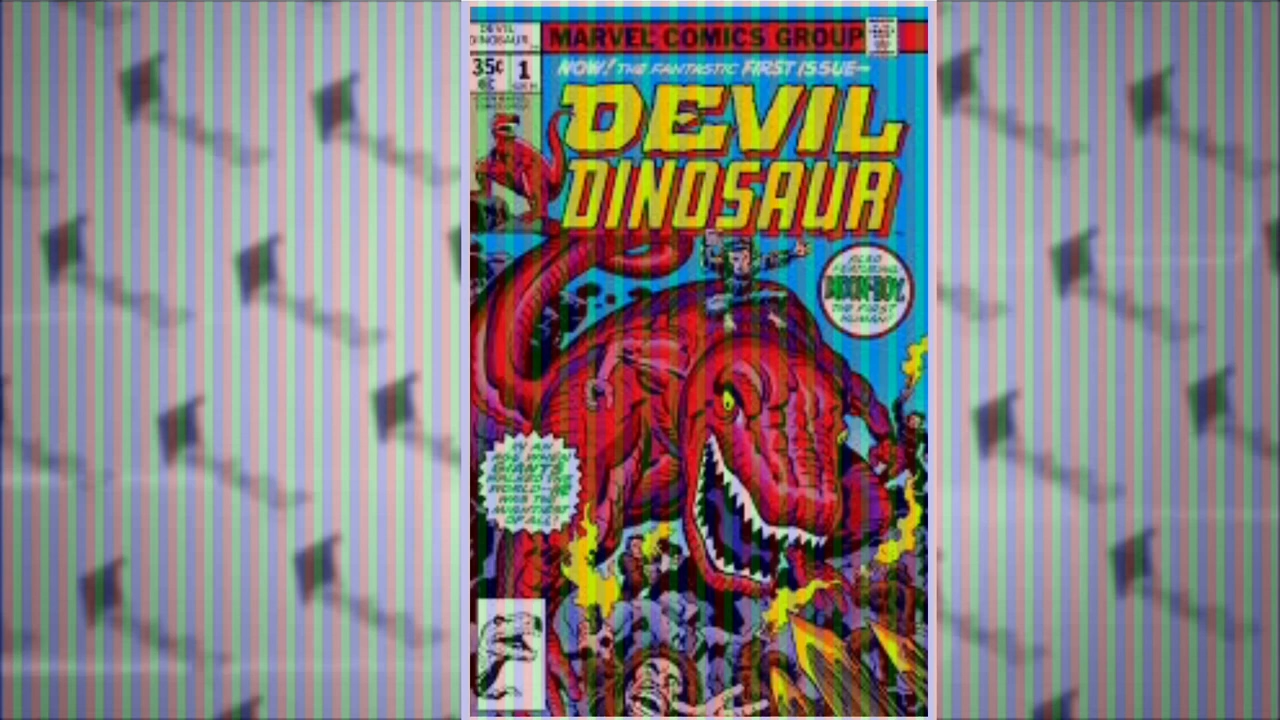 DEVIL
DINOSAUR
MARVEL COMICS GROUP
35¢
1
NOW! THE FANTASTIC FIRST ISSUE—
DEVIL
DINOSAUR
ALSO
FEATURING
MOON-BOY,
THE FIRST
HUMAN!
IN AN
AGE WHEN
GIANTS
WALKED THE
WORLD—HE
WAS THE
MIGHTIEST
OF ALL!